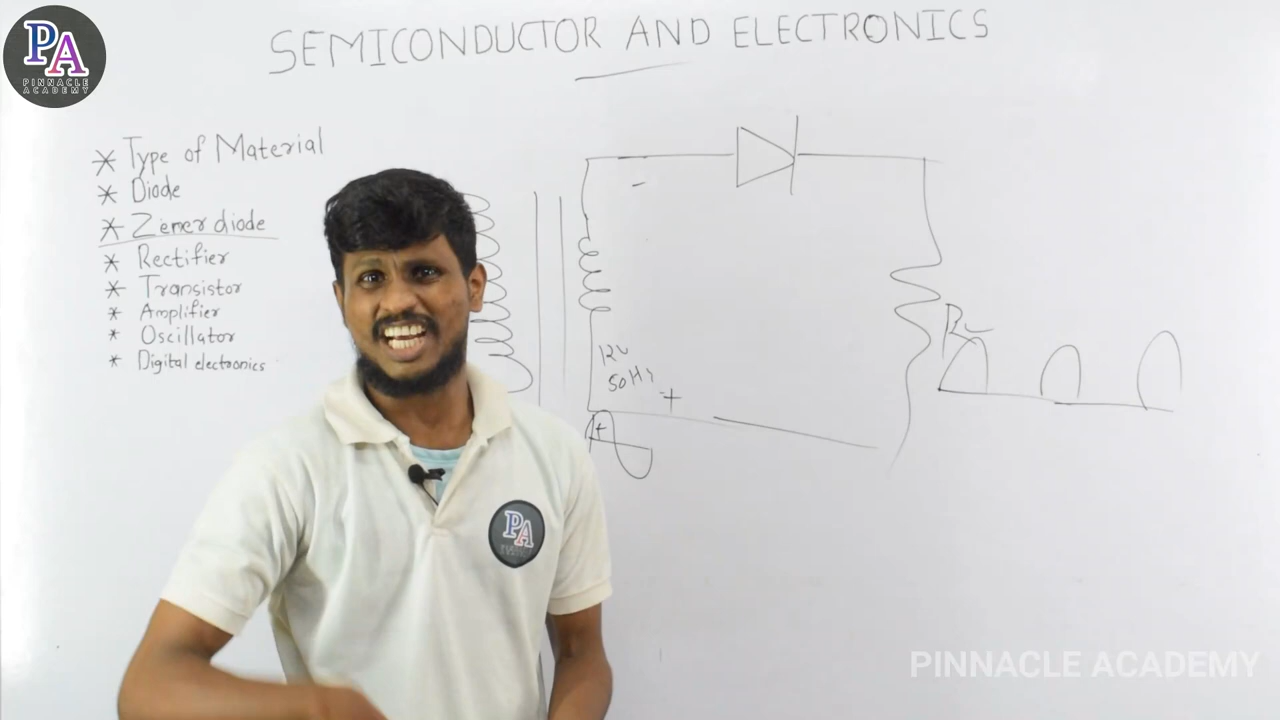 PA
PINNACLE
ACADEMY
SEMICONDUCTOR AND ELECTRONICS
* Type of Material
* Diode
* Zener diode
* Rectifier
* Transistor
* Amplifier
* Oscillator
* Digital electronics
-
12V
50Hz
+
+
RL
PA
PINNACLE ACADEMY